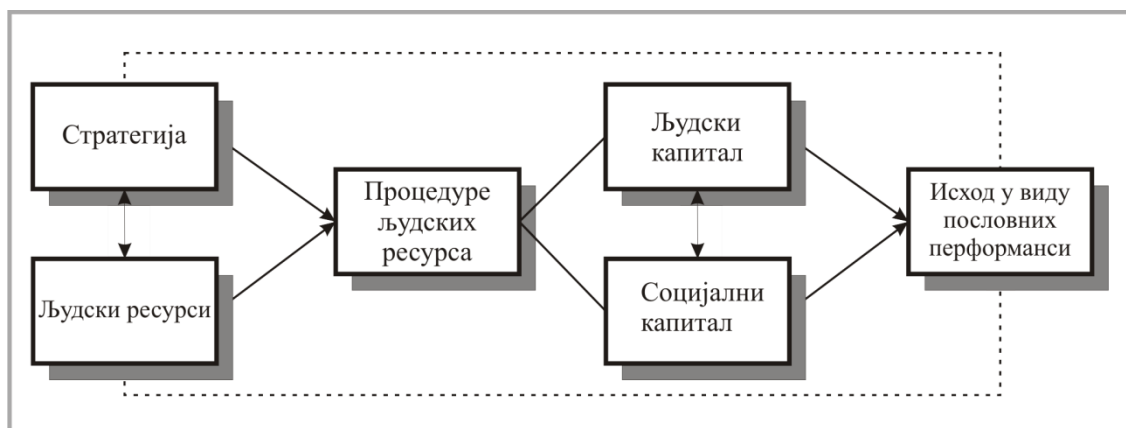 Стратегија
Људски ресурси
Процедуре
људских
ресурса
Људски
капитал
Социјални
капитал
Исход у виду
пословних
перформанси